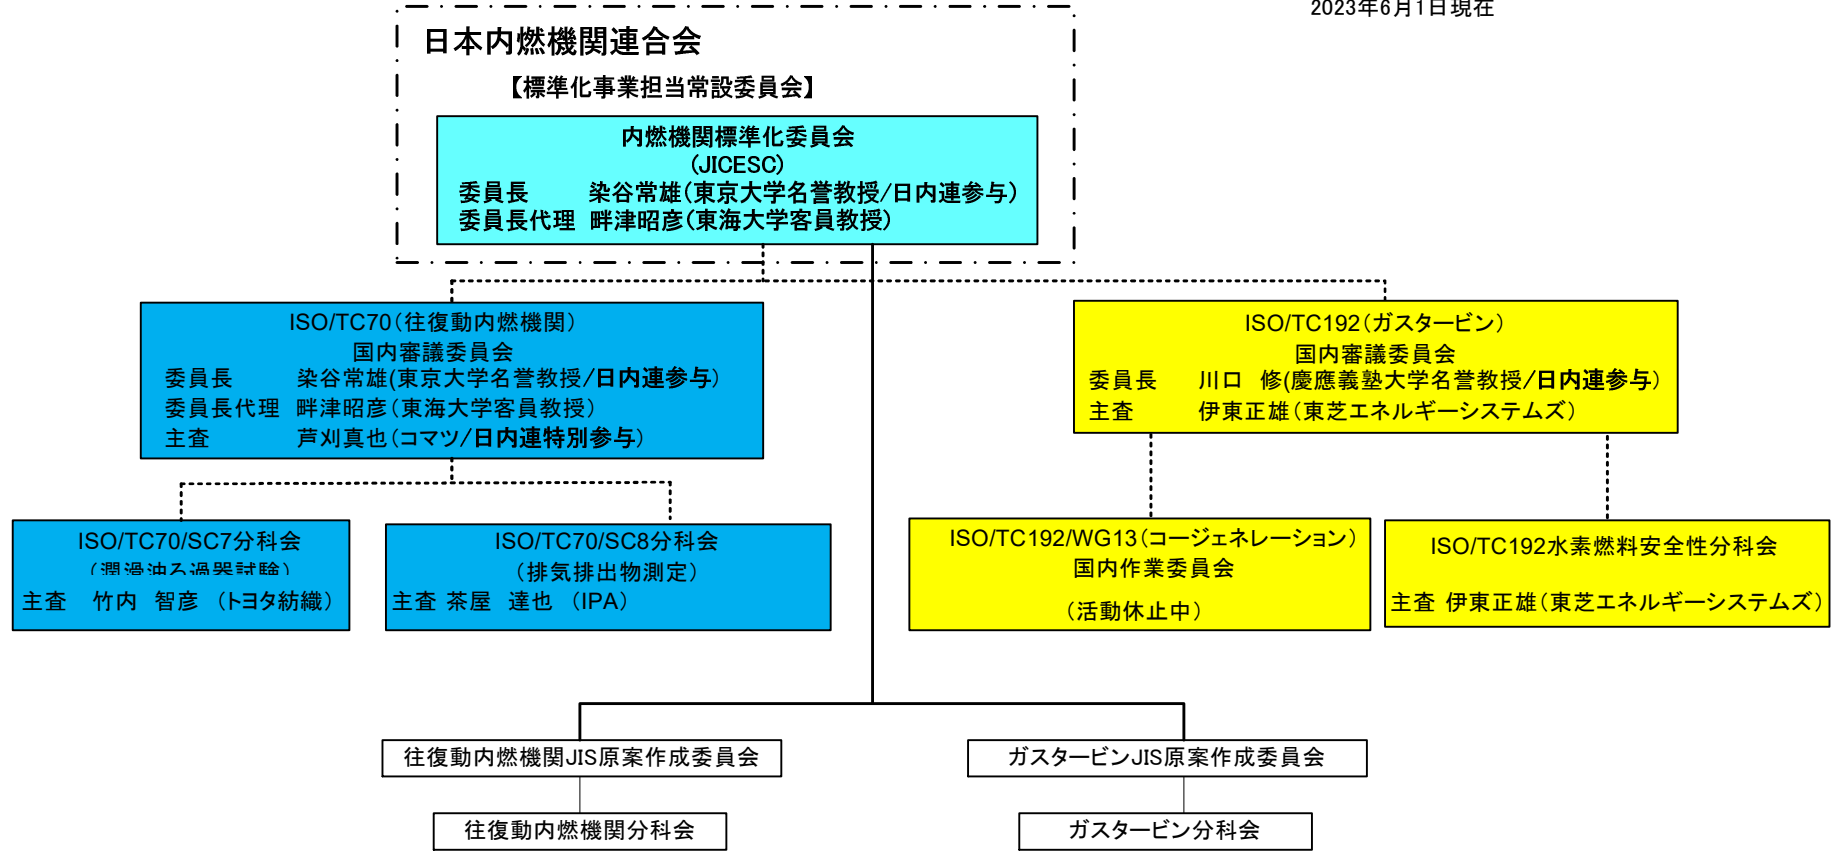 2023年6月1日現在
日本内燃機関連合会
【標準化事業担当常設委員会】
内燃機関標準化委員会
(JICESC)
委員長 染谷常雄(東京大学名誉教授/日内連参与)
委員長代理 畔津昭彦(東海大学客員教授)
ISO/TC70(往復動内燃機関)
国内審議委員会
委員長 染谷常雄(東京大学名誉教授/日内連参与)
委員長代理 畔津昭彦(東海大学客員教授)
主査 芦刈真也(コマツ/日内連特別参与)
ISO/TC192(ガスタービン)
国内審議委員会
委員長 川口 修(慶應義塾大学名誉教授/日内連参与)
主査 伊東正雄(東芝エネルギーシステムズ)
ISO/TC70/SC7分科会
(潤滑油ろ過器試験)
主査 竹内 智彦 (トヨタ紡織)
ISO/TC70/SC8分科会
(排気排出物測定)
主査 茶屋 達也 (IPA)
ISO/TC192/WG13(コージェネレーション)
国内作業委員会
(活動休止中)
ISO/TC192水素燃料安全性分科会
主査 伊東正雄(東芝エネルギーシステムズ)
往復動内燃機関JIS原案作成委員会
ガスタービンJIS原案作成委員会
往復動内燃機関分科会
ガスタービン分科会